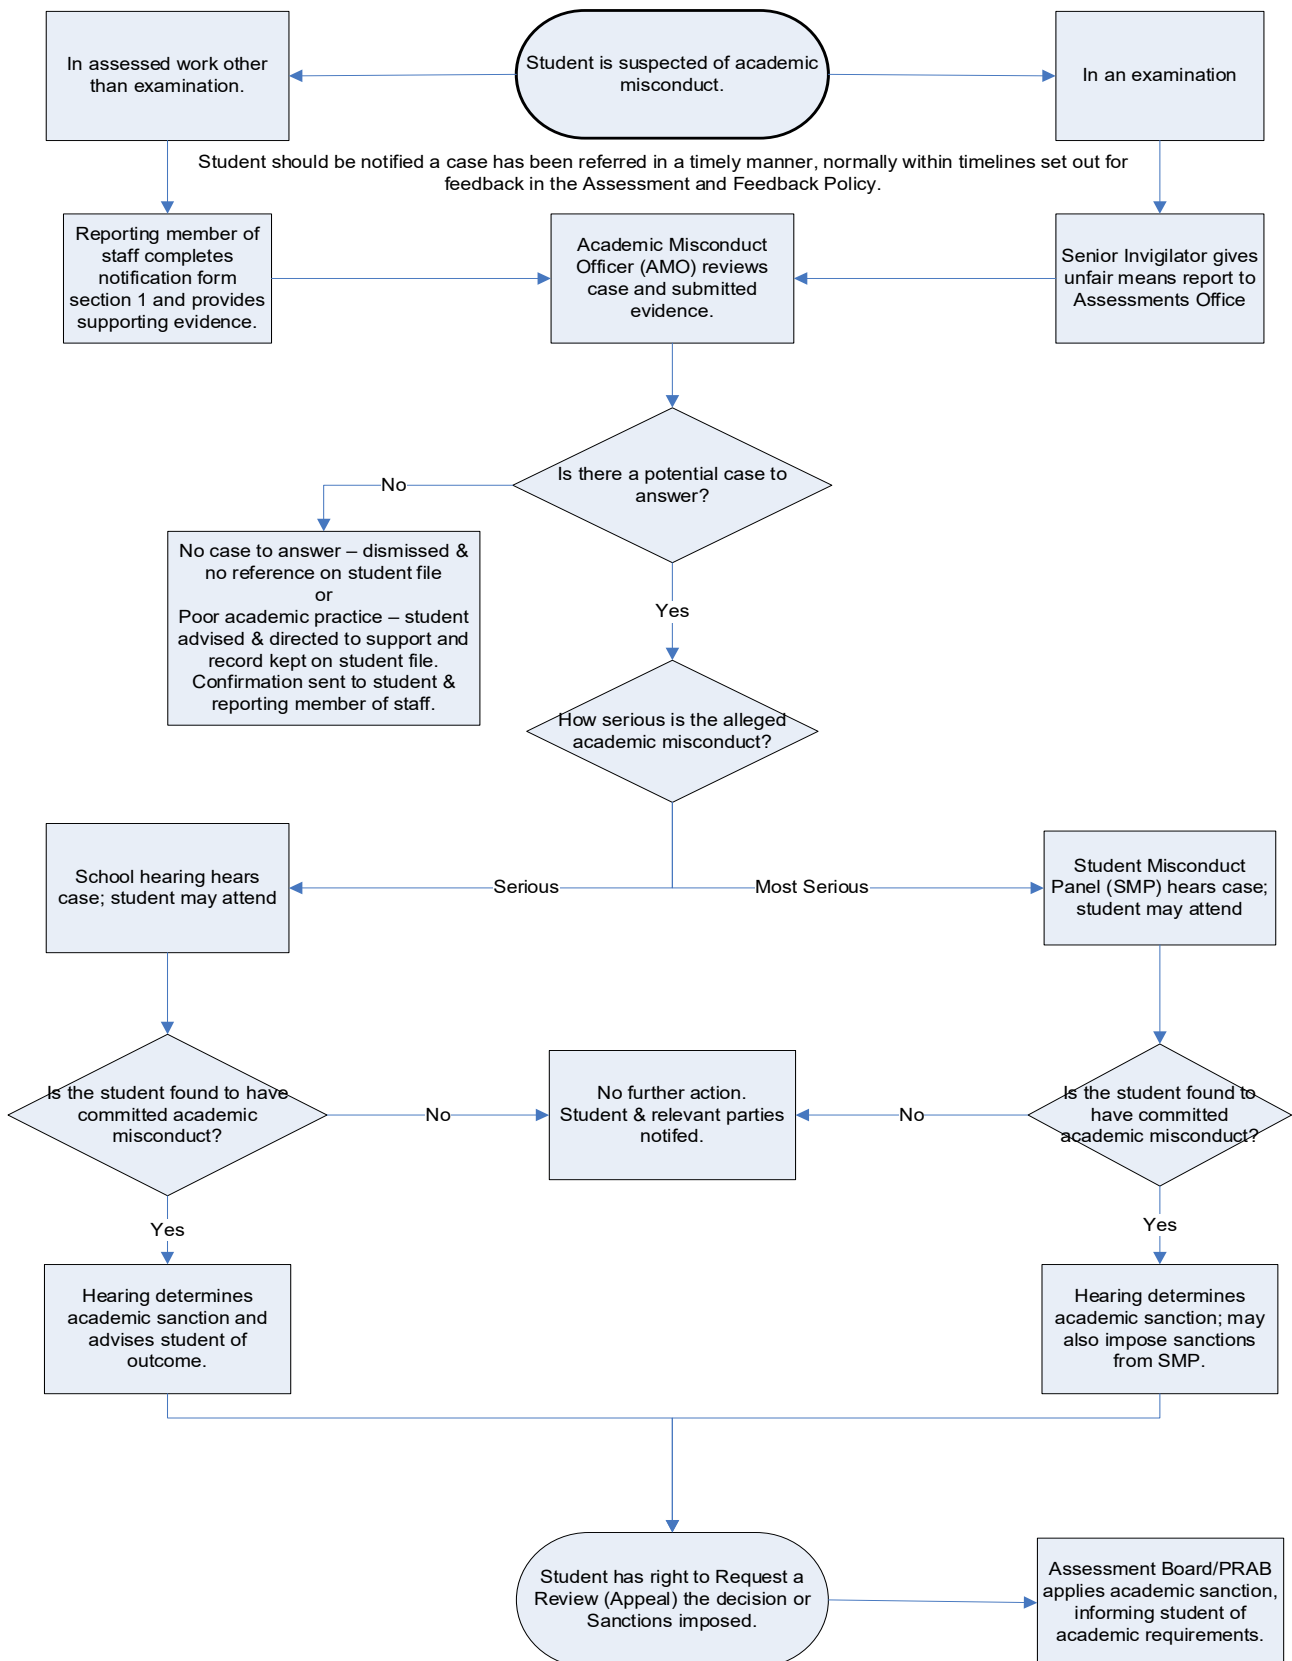 In assessed work other
than examination.
Student is suspected of academic
misconduct.
In an examination
Student should be notified a case has been referred in a timely manner, normally within timelines set out for
feedback in the Assessment and Feedback Policy.
Reporting member of
staff completes
notification form
section 1 and provides
supporting evidence.
Academic Misconduct
Officer (AMO) reviews
case and submitted
evidence.
Senior Invigilator gives
unfair means report to
Assessments Office
Is there a potential case to
answer?
No
No case to answer – dismissed &
no reference on student file
or
Poor academic practice – student
advised & directed to support and
record kept on student file.
Confirmation sent to student &
reporting member of staff.
Yes
How serious is the alleged
academic misconduct?
School hearing hears
case; student may attend
Serious
Most Serious
Student Misconduct
Panel (SMP) hears case;
student may attend
Is the student found to have
committed academic
misconduct?
No
No further action.
Student & relevant parties
notifed.
No
Is the student found to
have committed
academic misconduct?
Yes
Yes
Hearing determines
academic sanction and
advises student of
outcome.
Hearing determines
academic sanction; may
also impose sanctions
from SMP.
Student has right to Request a
Review (Appeal) the decision or
Sanctions imposed.
Assessment Board/PRAB
applies academic sanction,
informing student of
academic requirements.